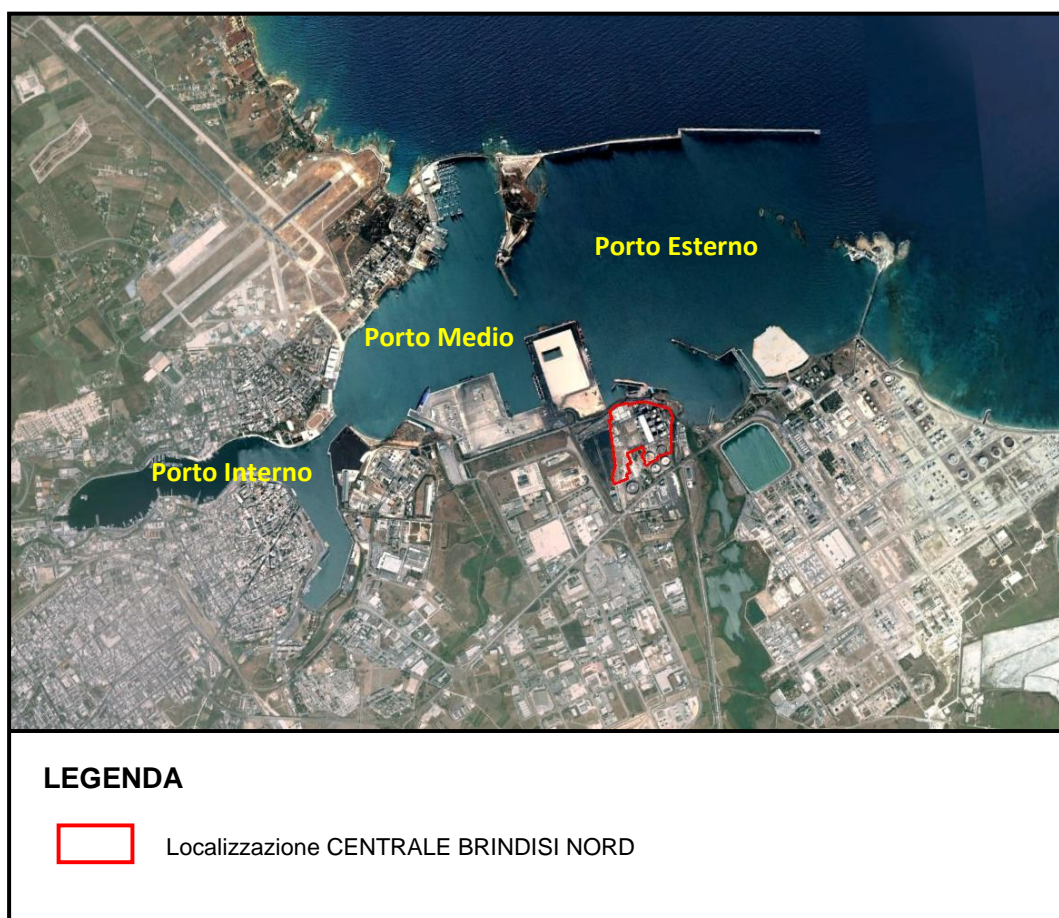 Porto Esterno
Porto Medio
Porto Interno
LEGENDA
Localizzazione CENTRALE BRINDISI NORD